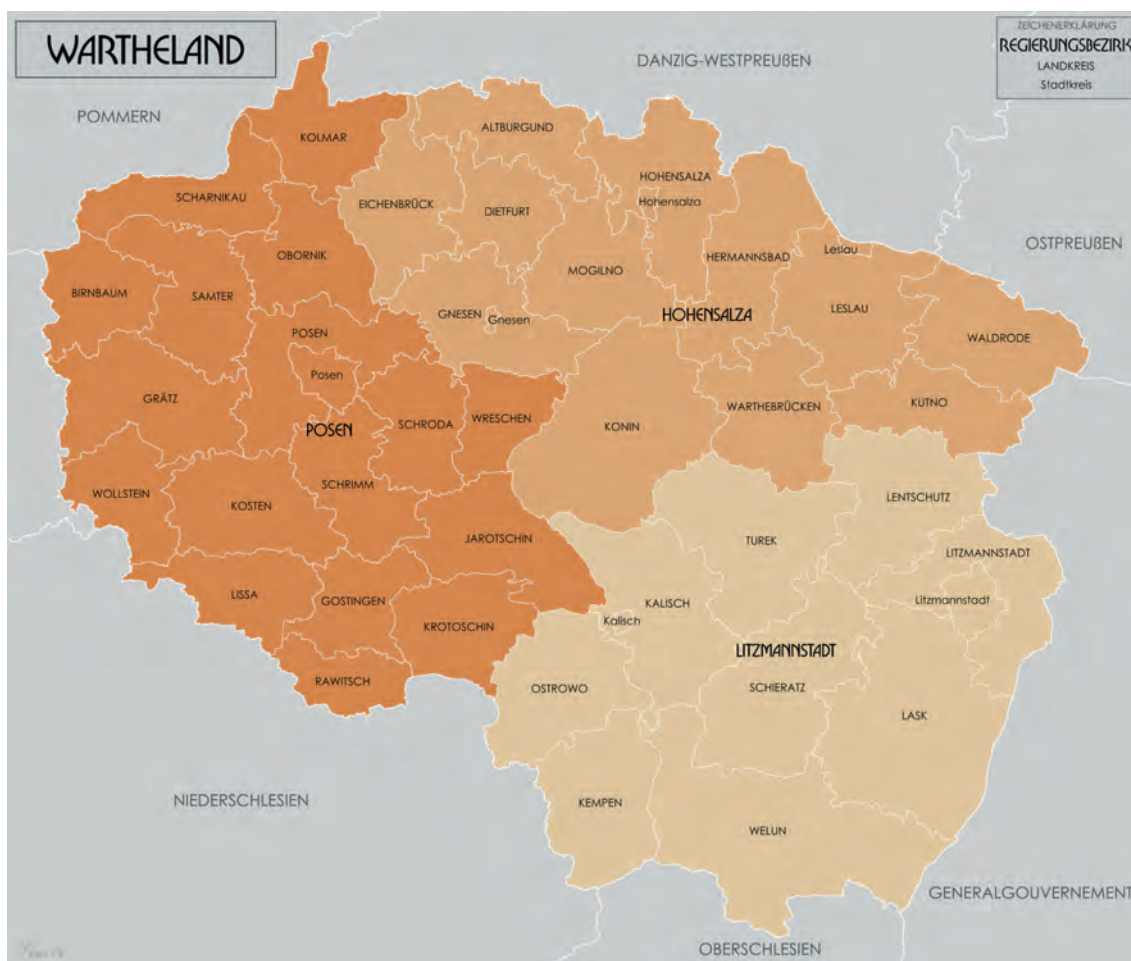 WARTHELAND
ZEICHENERKLÄRUNG
REGIERUNGSBEZIRK
LANDKREIS
Stadtkreis
DANZIG-WESTPREUßEN
POMMERN
KOLMAR
ALTBURGUND
HOHENSALZA
Hohensalza
SCHARNIKAU
EICHENBRÜCK
DIETFURT
OSTPREUßEN
OBORNIK
HERMANNSBAD
Leslau
MOGILNO
BIRNBAUM
SAMTER
GNESEN
Gnesen
HOHENSALZA
LESLAU
POSEN
WALDRODE
Posen
GRÄTZ
KUTNO
WARTHEBRÜCKEN
SCHRODA
WRESCHEN
KONIN
POSEN
SCHRIMM
WOLLSTEIN
KOSTEN
LENTSCHUTZ
JAROTSCHIN
TUREK
LITZMANNSTADT
LISSA
GOSTINGEN
KALISCH
Litzmannstadt
Kalisch
KROTOSCHIN
LITZMANNSTADT
RAWITSCH
OSTROWO
SCHIERATZ
LASK
NIEDERSCHLESIEN
KEMPEN
WELUN
GENERALGOUVERNEMENT
OBERSCHLESIEN